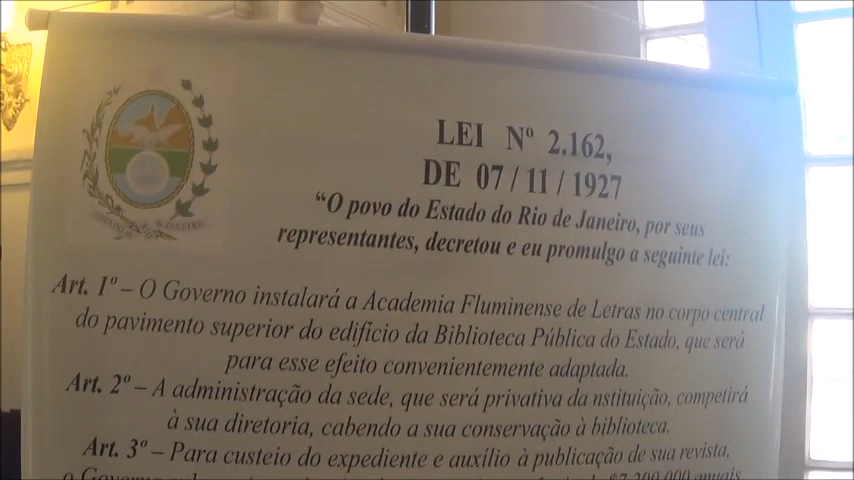 LEI Nº 2.162,
DE 07/11/1927
"O povo do Estado do Rio de Janeiro, por seus
representantes, decretou e eu promulgo a seguinte lei:
Art. 1º – O Governo instalará a Academia Fluminense de Letras no corpo central
do pavimento superior do edifício da Biblioteca Pública do Estado, que será
para esse efeito convenientemente adaptada.
Art. 2º – A administração da sede, que será privativa da instituição, competirá
à sua diretoria, cabendo a sua conservação à biblioteca.
Art. 3º – Para custeio do expediente e auxílio à publicação de sua revista,
o Governo